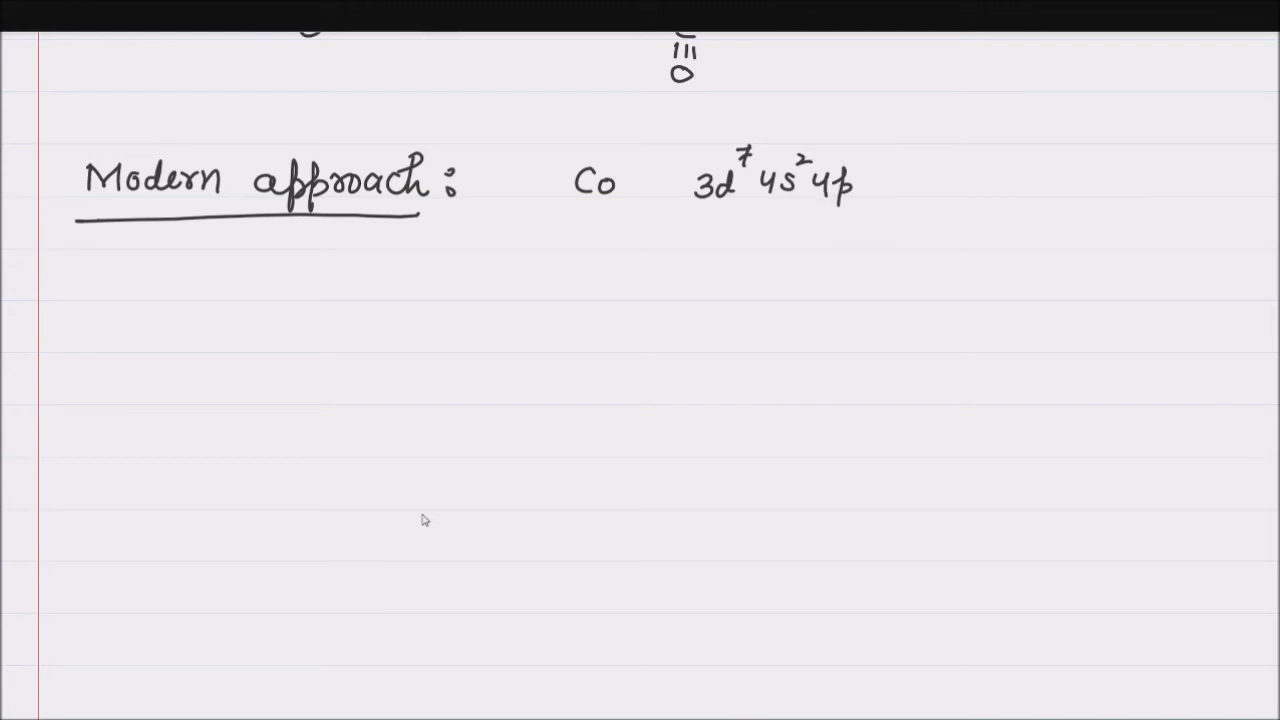 O
Modern approach: Co 3d⁷ 4s² 4p